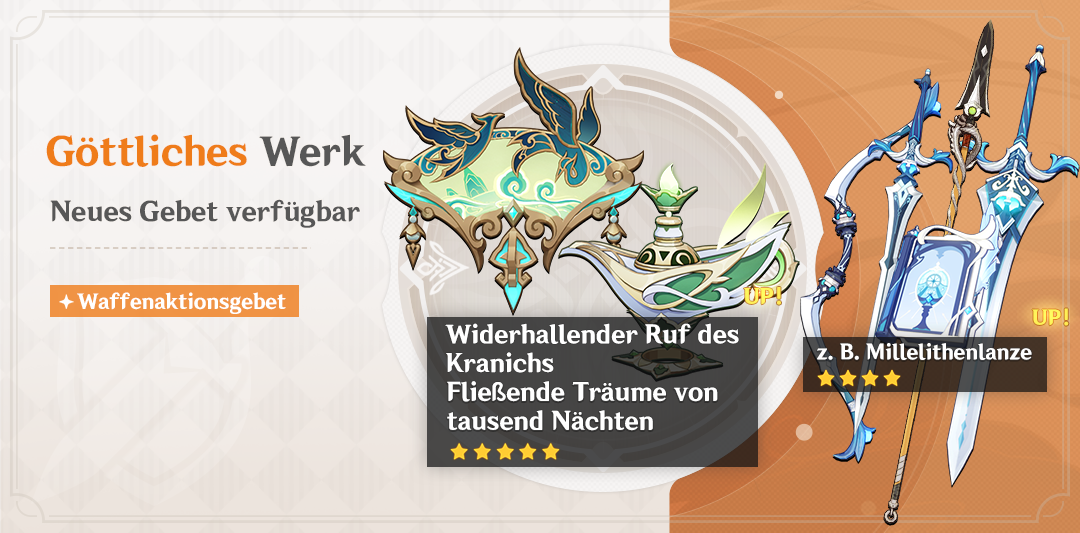 Göttliches Werk
Neues Gebet verfügbar
Waffenaktionsgebet
UP!
Widerhallender Ruf des
Kranichs
Fließende Träume von
tausend Nächten
UP!
z. B. Millelithenlanze